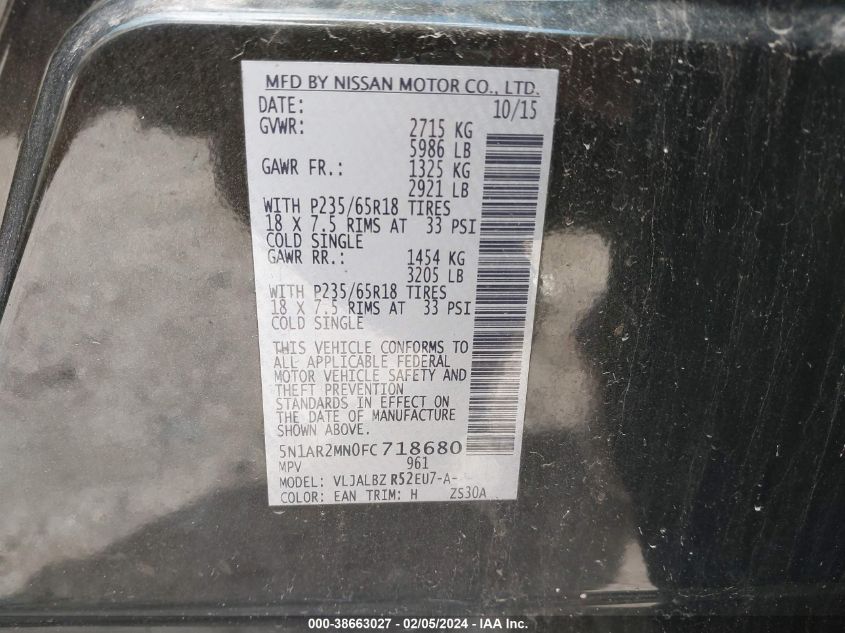 MFD BY NISSAN MOTOR CO., LTD.
DATE: 10/15
GVWR: 2715 KG
5986 LB
GAWR FR.: 1325 KG
2921 LB
WITH P235/65R18 TIRES
18 X 7.5 RIMS AT 33 PSI
COLD SINGLE
GAWR RR.: 1454 KG
3205 LB
WITH P235/65R18 TIRES
18 X 7.5 RIMS AT 33 PSI
COLD SINGLE
THIS VEHICLE CONFORMS TO
ALL APPLICABLE FEDERAL
MOTOR VEHICLE SAFETY AND
THEFT PREVENTION
STANDARDS IN EFFECT ON
THE DATE OF MANUFACTURE
SHOWN ABOVE.
5N1AR2MN0FC718680
MPV 961
MODEL: VLJALBZ R52EU7-A-
COLOR: EAN TRIM: H ZS30A
000-38663027 - 02/05/2024 - IAA Inc.